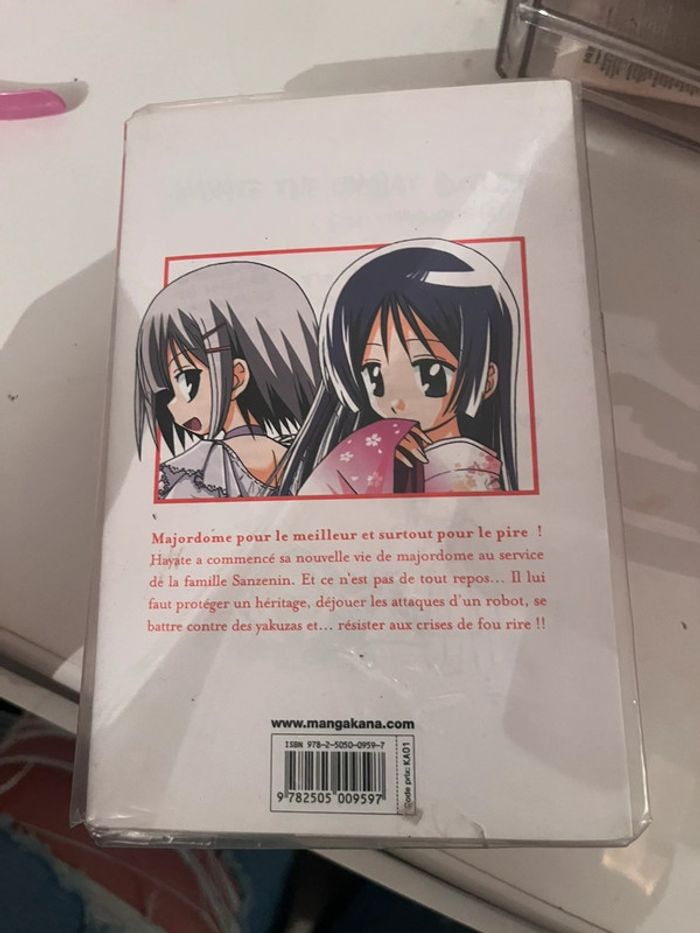 Majordome pour le meilleur et surtout pour le pire !
Hayate a commencé sa nouvelle vie de majordome au service
de la famille Sanzenin. Et ce n'est pas de tout repos... Il lui
faut protéger un héritage, déjouer les attaques d'un robot, se
battre contre des yakuzas et... résister aux crises de fou rire !!
www.mangakana.com
ISBN 978-2-5050-0959-7
9 782505 009597
Code prix: KA01